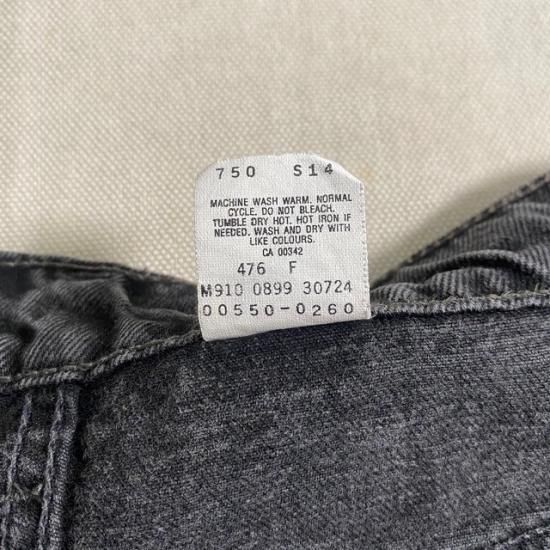 750 S14
MACHINE WASH WARM. NORMAL
CYCLE. DO NOT BLEACH.
TUMBLE DRY HOT. HOT IRON IF
NEEDED. WASH AND DRY WITH
LIKE COLOURS.
CA 00342
476 F
M910 0899 30724
00550-0260